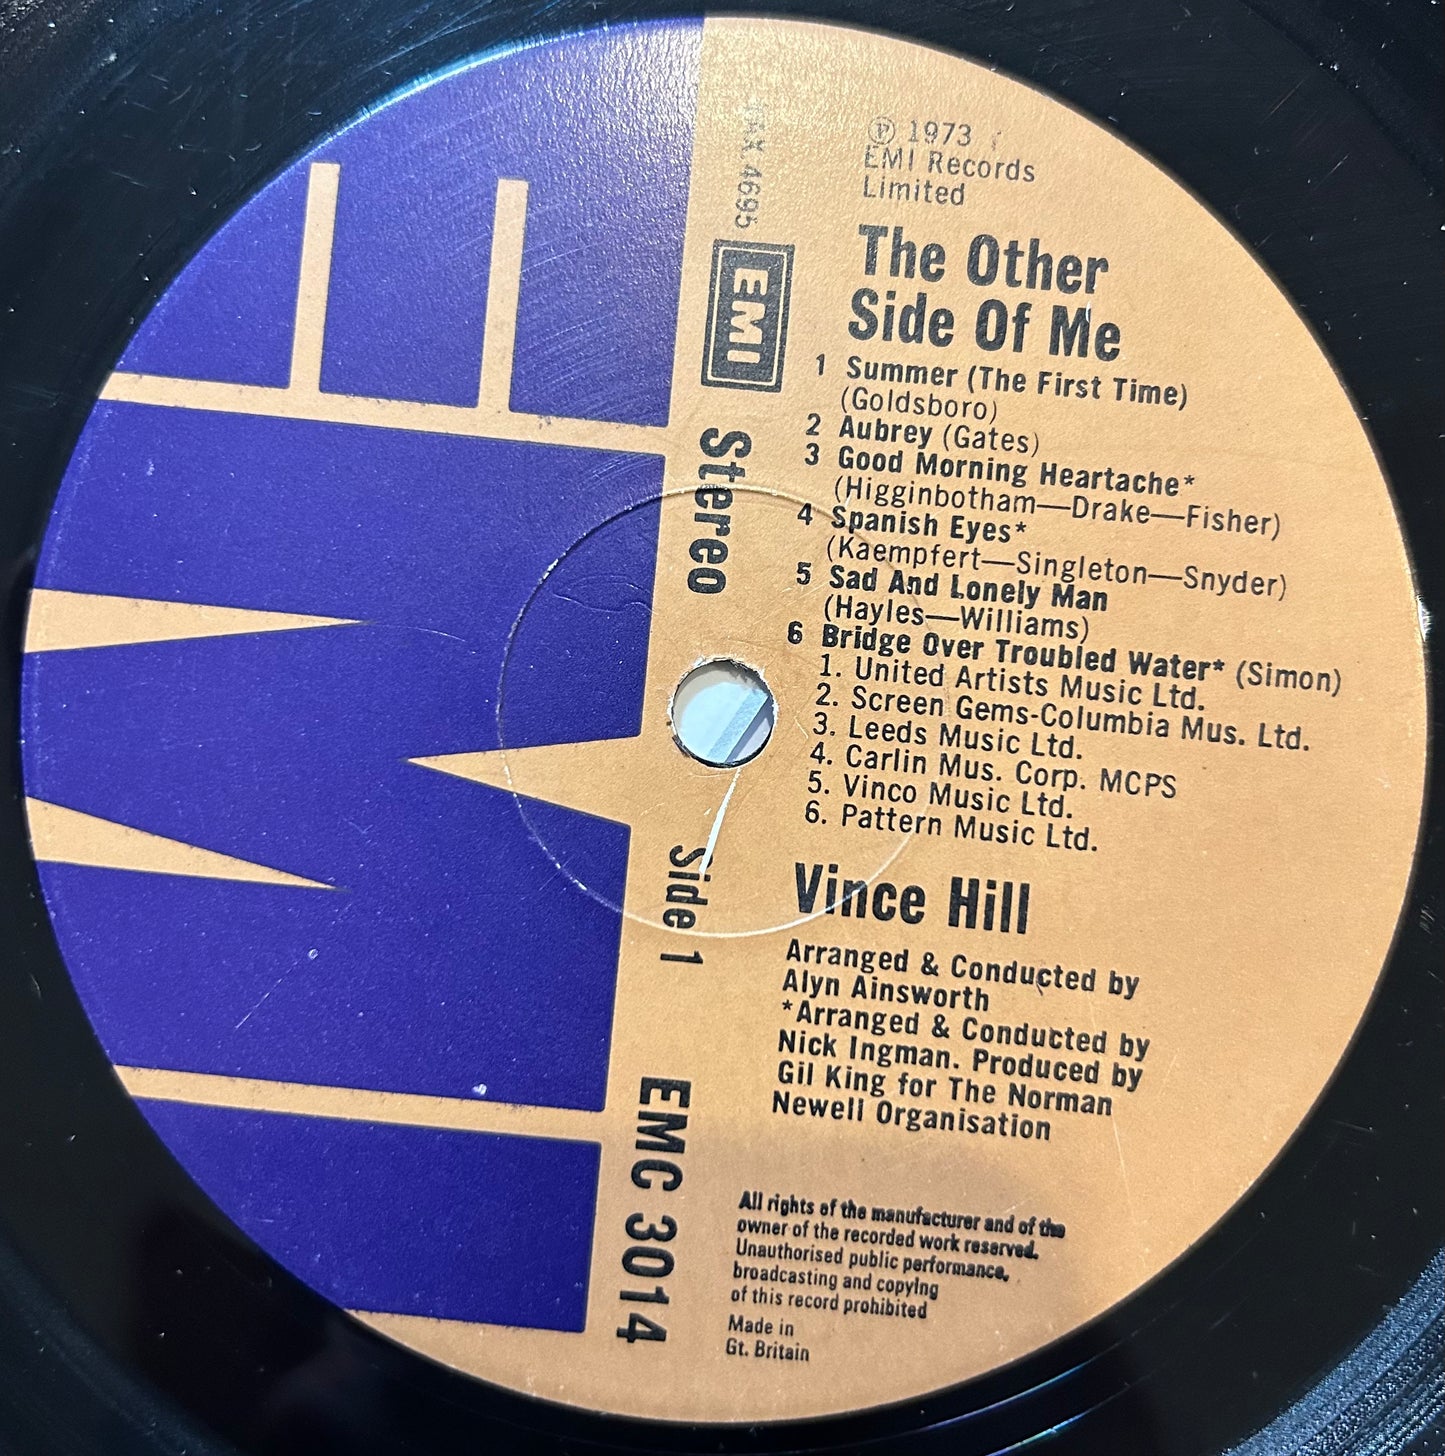 ℗ 1973
EMI Records
Limited
4695
EMI
The Other
Side Of Me
1 Summer (The First Time)
(Goldsboro)
2 Aubrey (Gates)
3 Good Morning Heartache*
(Higginbotham—Drake—Fisher)
4 Spanish Eyes*
(Kaempfert—Singleton—Snyder)
5 Sad And Lonely Man
(Hayles—Williams)
6 Bridge Over Troubled Water* (Simon)
1. United Artists Music Ltd.
2. Screen Gems-Columbia Mus. Ltd.
3. Leeds Music Ltd.
4. Carlin Mus. Corp. MCPS
5. Vinco Music Ltd.
6. Pattern Music Ltd.
Stereo
Side 1
EMC 3014
Vince Hill
Arranged & Conducted by
Alyn Ainsworth
*Arranged & Conducted by
Nick Ingman. Produced by
Gil King for The Norman
Newell Organisation
All rights of the manufacturer and of the
owner of the recorded work reserved.
Unauthorised public performance,
broadcasting and copying
of this record prohibited
Made in
Gt. Britain
EMI